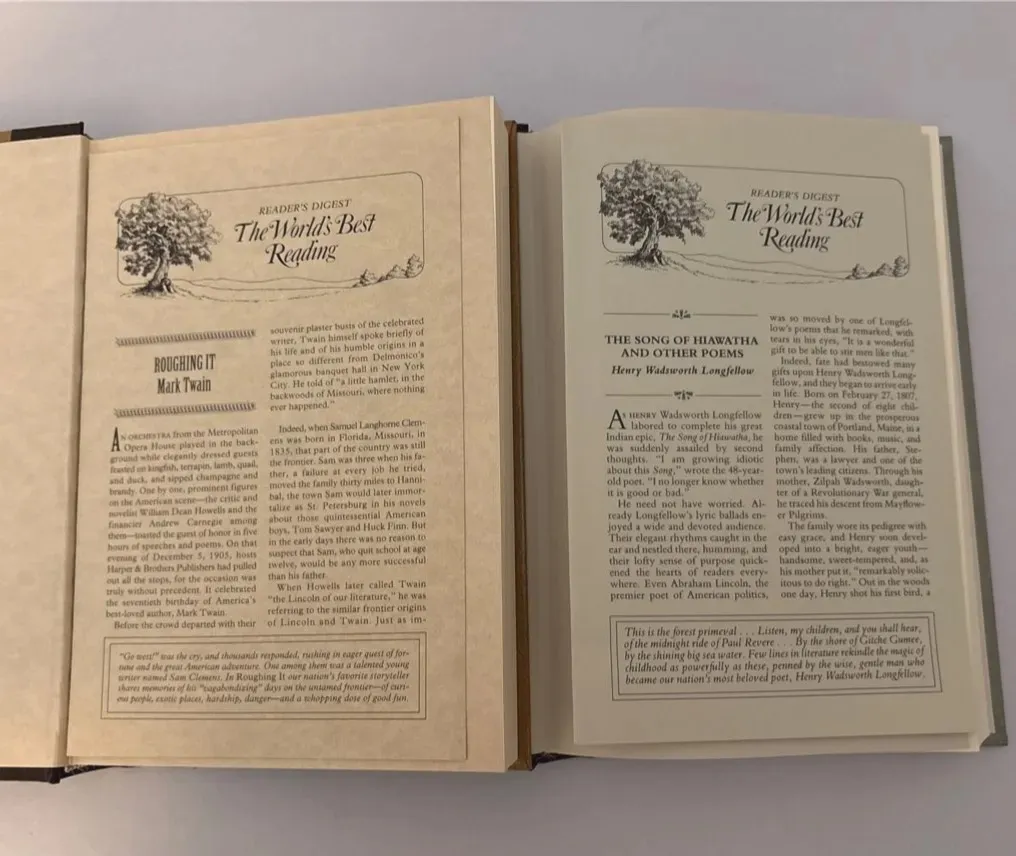 READER'S DIGEST
The World's Best
Reading
ROUGHING IT
Mark Twain
AN ORCHESTRA from the Metropolitan
Opera House played in the back-
ground while elegantly dressed guests
feasted on kingfish, terrapin, lamb, quail,
and duck, and sipped champagne and
brandy. One by one, prominent figures
on the American scene—the critic and
novelist William Dean Howells and the
financier Andrew Carnegie among
them—toasted the guest of honor in five
hours of speeches and poems. On that
evening of December 5, 1905, hosts
Harper & Brothers Publishers had pulled
out all the stops, for the occasion was
truly without precedent. It celebrated
the seventieth birthday of America's
best-loved author, Mark Twain.
Before the crowd departed with their
souvenir plaster busts of the celebrated
writer, Twain himself spoke briefly of
his life and of his humble origins in a
place so different from Delmonico's
glamorous banquet hall in New York
City. He told of "a little hamlet, in the
backwoods of Missouri, where nothing
ever happened."
Indeed, when Samuel Langhorne Clem-
ens was born in Florida, Missouri, in
1835, that part of the country was still
the frontier. Sam was three when his fa-
ther, a failure at every job he tried,
moved the family thirty miles to Hanni-
bal, the town Sam would later immor-
talize as St. Petersburg in his novels
about those quintessential American
boys, Tom Sawyer and Huck Finn. But
in the early days there was no reason to
suspect that Sam, who quit school at age
twelve, would be any more successful
than his father.
When Howells later called Twain
"the Lincoln of our literature," he was
referring to the similar frontier origins
of Lincoln and Twain. Just as im-
"Go west!" was the cry, and thousands responded, rushing in eager quest of for-
tune and the great American adventure. One among them was a talented young
writer named Sam Clemens. In Roughing It our nation's favorite storyteller
shares memories of his "vagabondizing" days on the untamed frontier—of curi-
ous people, exotic places, hardship, danger—and a whopping dose of good fun.
READER'S DIGEST
The World's Best
Reading
THE SONG OF HIAWATHA
AND OTHER POEMS
Henry Wadsworth Longfellow
AS HENRY Wadsworth Longfellow
labored to complete his great
Indian epic, The Song of Hiawatha, he
was suddenly assailed by second
thoughts. "I am growing idiotic
about this Song," wrote the 48-year-
old poet. "I no longer know whether
it is good or bad."
He need not have worried. Al-
ready Longfellow's lyric ballads en-
joyed a wide and devoted audience.
Their elegant rhythms caught in the
ear and nestled there, humming, and
their lofty sense of purpose quick-
ened the hearts of readers every-
where. Even Abraham Lincoln, the
premier poet of American politics,
was so moved by one of Longfel-
low's poems that he remarked, with
tears in his eyes, "It is a wonderful
gift to be able to stir men like that."
Indeed, fate had bestowed many
gifts upon Henry Wadsworth Long-
fellow, and they began to arrive early
in life. Born on February 27, 1807,
Henry—the second of eight chil-
dren—grew up in the prosperous
coastal town of Portland, Maine, in a
home filled with books, music, and
family affection. His father, Ste-
phen, was a lawyer and one of the
town's leading citizens. Through his
mother, Zilpah Wadsworth, daugh-
ter of a Revolutionary War general,
he traced his descent from Mayflow-
er Pilgrims.
The family wore its pedigree with
easy grace, and Henry soon devel-
oped into a bright, eager youth—
handsome, sweet-tempered, and, as
his mother put it, "remarkably solic-
itous to do right." Out in the woods
one day, Henry shot his first bird, a
This is the forest primeval . . . Listen, my children, and you shall hear,
of the midnight ride of Paul Revere . . . By the shore of Gitche Gumee,
by the shining big sea water. Few lines in literature rekindle the magic of
childhood as powerfully as these, penned by the wise, gentle man who
became our nation's most beloved poet, Henry Wadsworth Longfellow.